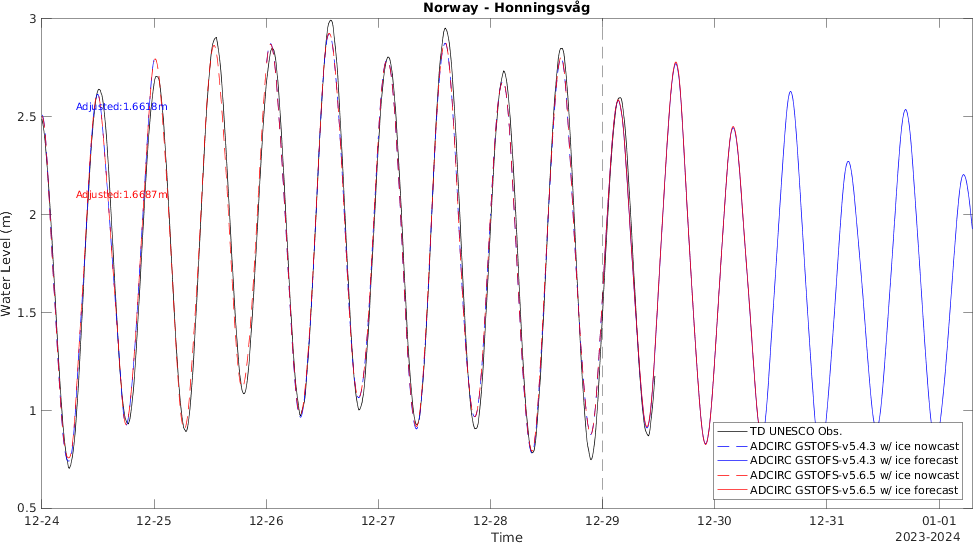 Norway - Honningsvåg
3
2.5
2
1.5
1
0.5
Water Level (m)
Adjusted:1.6618m
Adjusted:1.6687m
TD UNESCO Obs.
ADCIRC GSTOFS-v5.4.3 w/ ice nowcast
ADCIRC GSTOFS-v5.4.3 w/ ice forecast
ADCIRC GSTOFS-v5.6.5 w/ ice nowcast
ADCIRC GSTOFS-v5.6.5 w/ ice forecast
12-24 12-25 12-26 12-27 12-28 12-29 12-30 12-31 01-01
Time
2023-2024